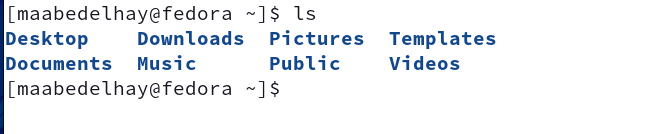 [maabedelhay@fedora ~]$ ls
Desktop    Downloads  Pictures  Templates
Documents  Music      Public    Videos
[maabedelhay@fedora ~]$